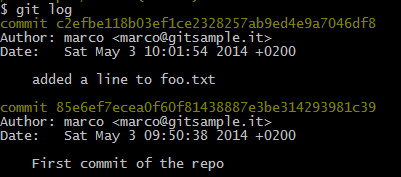 $ git log
commit c2efbe118b03ef1ce2328257ab9ed4e9a7046df8
Author: marco <marco@gitsample.it>
Date:   Sat May 3 10:01:54 2014 +0200
added a line to foo.txt
commit 85e6ef7ecea0f60f81438887e3be314293981c39
Author: marco <marco@gitsample.it>
Date:   Sat May 3 09:50:38 2014 +0200
First commit of the repo